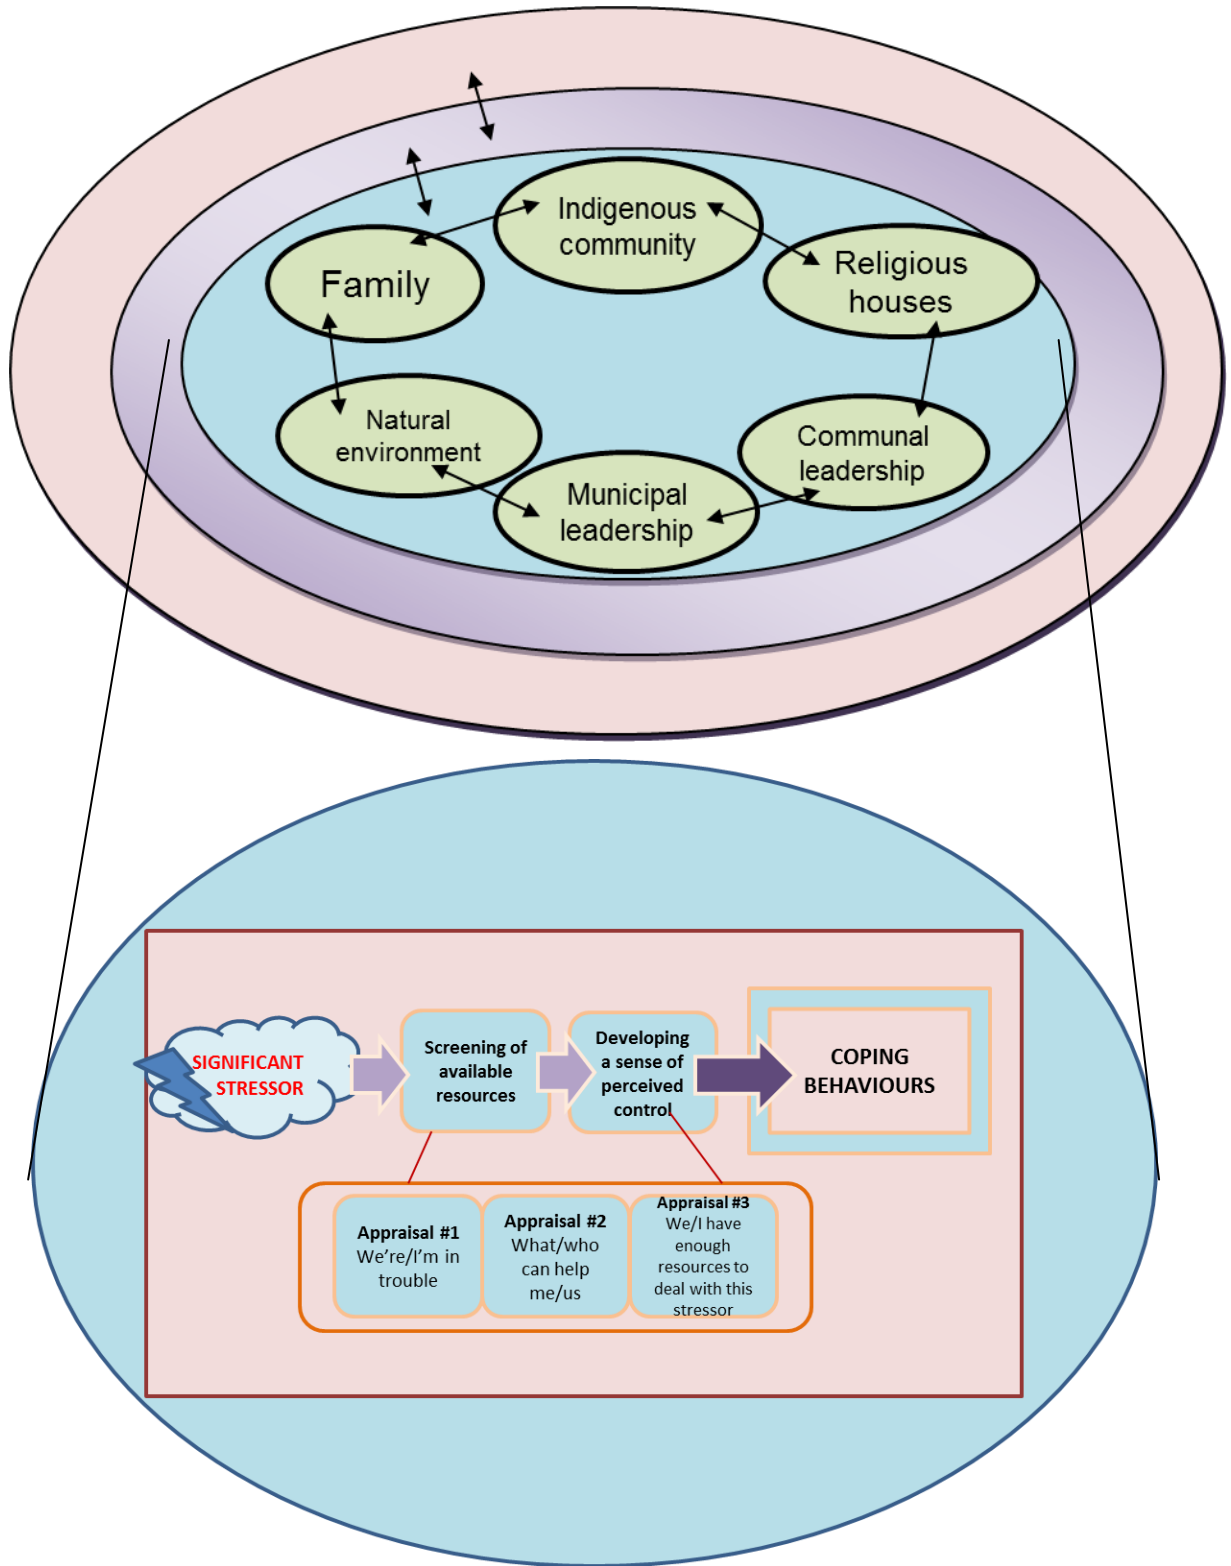 Indigenous
community
Family
Religious
houses
Natural
environment
Communal
leadership
Municipal
leadership
SIGNIFICANT
STRESSOR
Screening of
available
resources
Developing
a sense of
perceived
control
COPING
BEHAVIOURS
Appraisal #1
We’re/I’m in
trouble
Appraisal #2
What/who
can help
me/us
Appraisal #3
We/I have
enough
resources to
deal with this
stressor